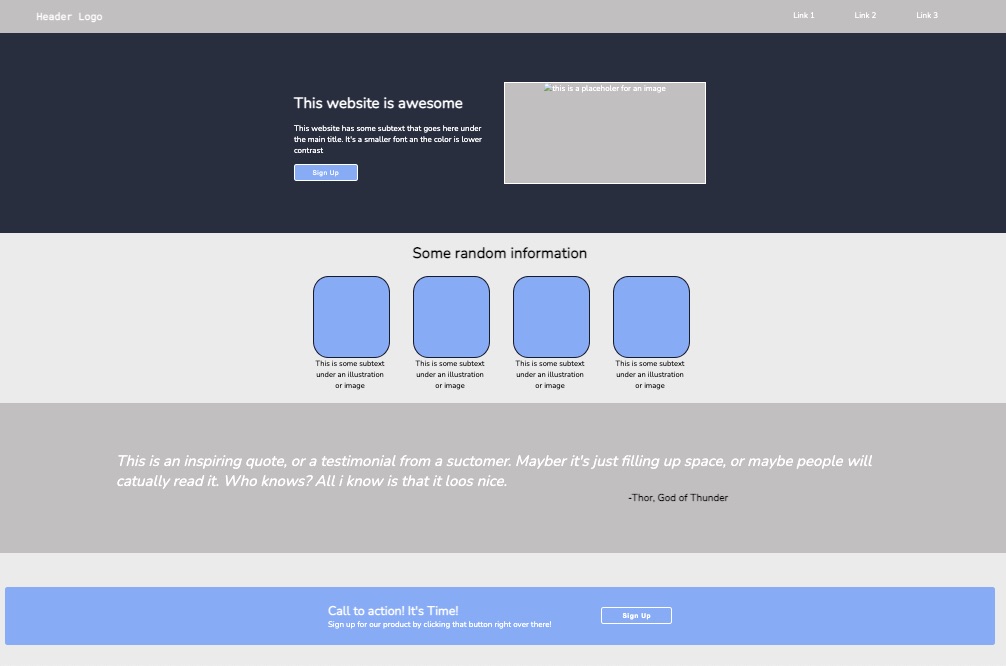 Header Logo
Link 1 Link 2 Link 3
This website is awesome
This website has some subtext that goes here under
the main title. It's a smaller font an the color is lower
contrast
Sign Up
this is a placeholer for an image
Some random information
This is some subtext
under an illustration
or image
This is some subtext
under an illustration
or image
This is some subtext
under an illustration
or image
This is some subtext
under an illustration
or image
This is an inspiring quote, or a testimonial from a suctomer. Mayber it's just filling up space, or maybe people will
catually read it. Who knows? All i know is that it loos nice.
-Thor, God of Thunder
Call to action! It's Time!
Sign up for our product by clicking that button right over there!
Sign Up